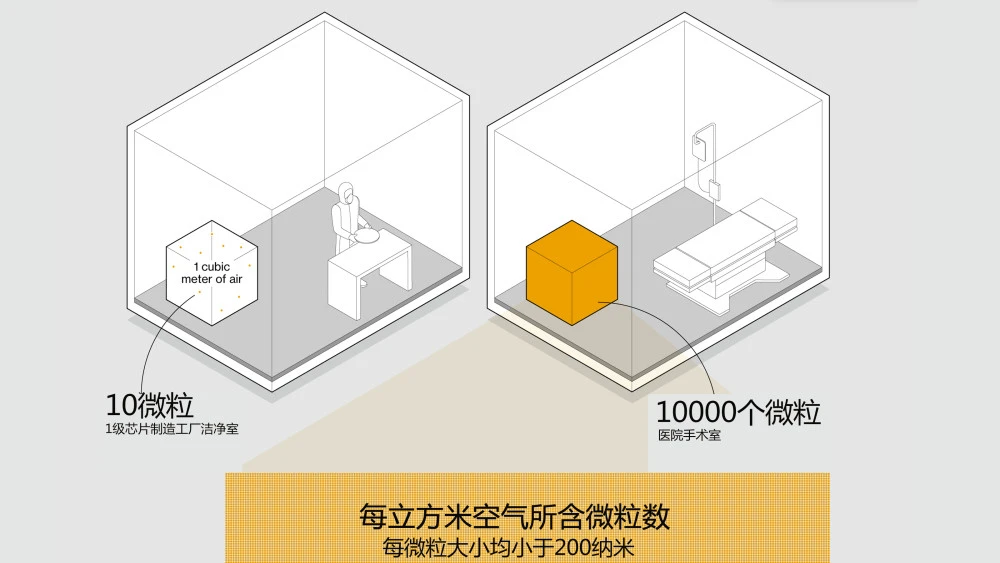 1 cubic
meter of air
10微粒
1级芯片制造工厂洁净室
10000个微粒
医院手术室
每立方米空气所含微粒数
每微粒大小均小于200纳米